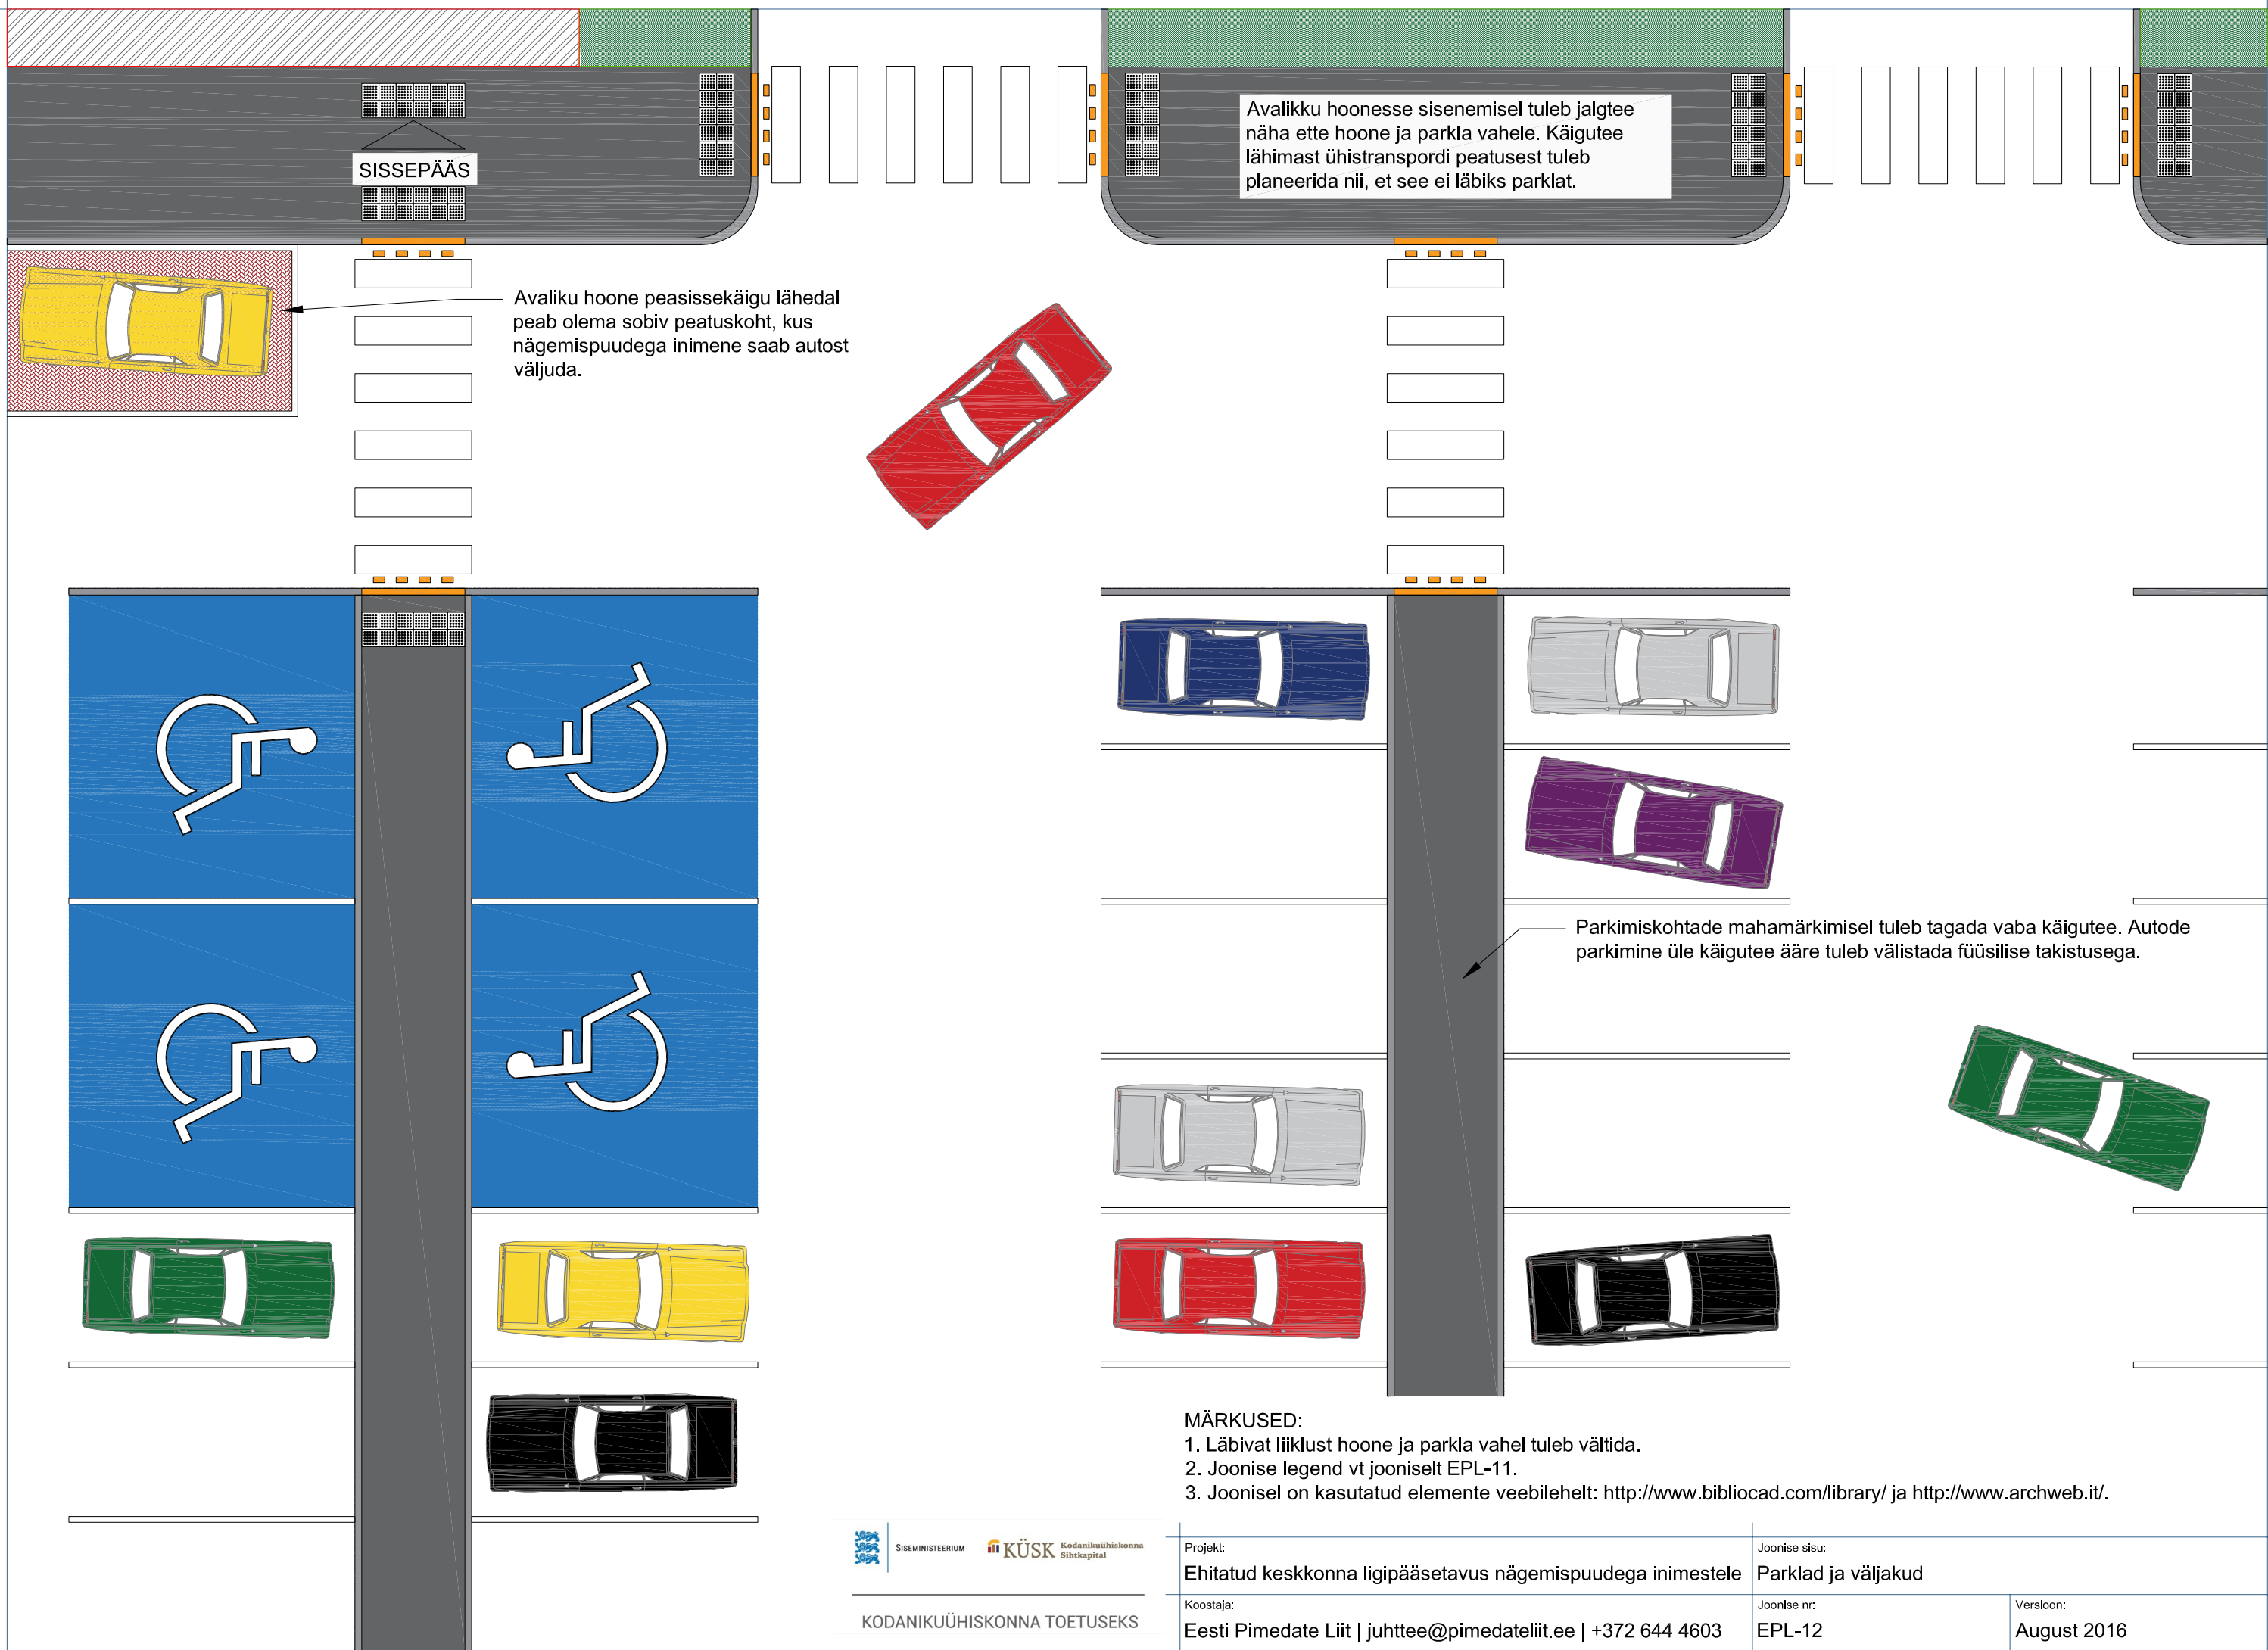 SISSEPÄÄS
Avalikku hoonesse sisenemisel tuleb jalgtee
näha ette hoone ja parkla vahele. Käigutee
lähimast ühistranspordi peatusest tuleb
planeerida nii, et see ei läbiks parklat.
Avaliku hoone peasissekäigu lähedal
peab olema sobiv peatuskoht, kus
nägemispuudega inimene saab autost
väljuda.
Parkimiskohtade mahamärkimisel tuleb tagada vaba käigutee. Autode
parkimine üle käigutee ääre tuleb välistada füüsilise takistusega.
MÄRKUSED:
1. Läbivat liiklust hoone ja parkla vahel tuleb vältida.
2. Joonise legend vt jooniselt EPL-11.
3. Joonisel on kasutatud elemente veebilehelt: http://www.bibliocad.com/library/ ja http://www.archweb.it/.
SISEMINISTEERIUM
KÜSK Kodanikuühiskonna
Sihtkapital
KODANIKUÜHISKONNA TOETUSEKS
Projekt:
Ehitatud keskkonna ligipääsetavus nägemispuudega inimestele
Joonise sisu:
Parklad ja väljakud
Koostaja:
Eesti Pimedate Liit | juhttee@pimedateliit.ee | +372 644 4603
Joonise nr:
EPL-12
Versioon:
August 2016